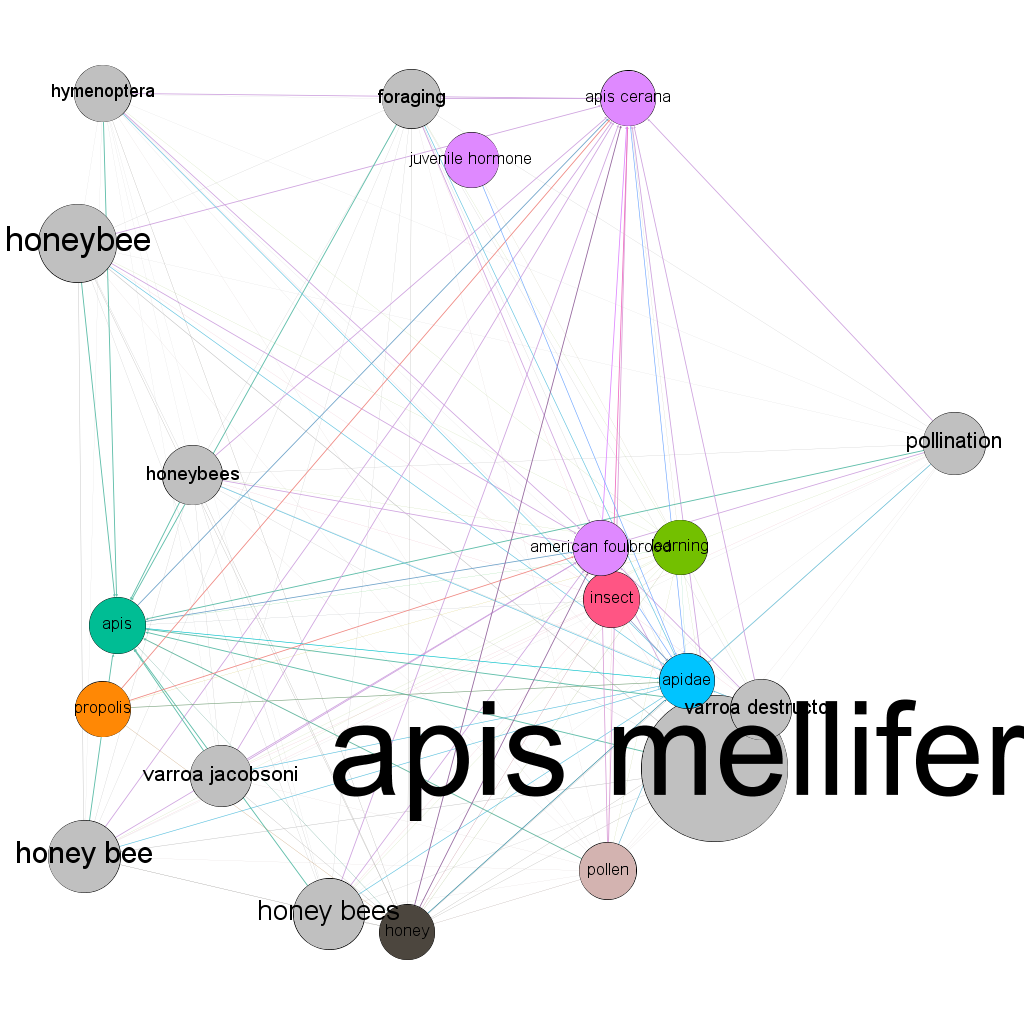 hymenoptera
foraging
apis cerana
juvenile hormone
honeybee
pollination
honeybees
american foulbrood
learning
insect
apis
apidae
propolis
varroa destructo
apis mellifer
varroa jacobsoni
honey bee
pollen
honey bees
honey